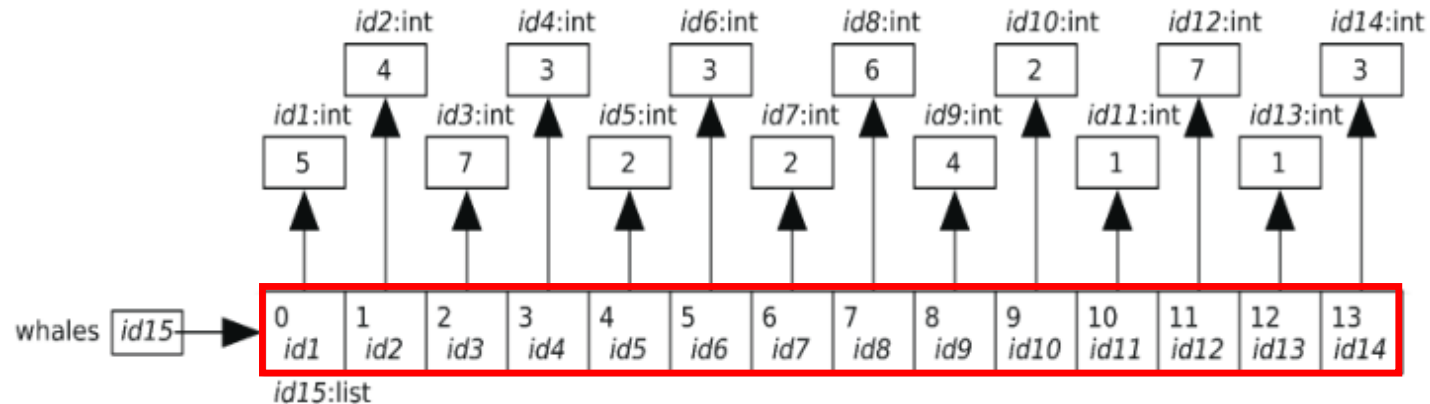 id2:int id4:int id6:int id8:int id10:int id12:int id14:int
4 3 3 6 2 7 3
id1:int id3:int id5:int id7:int id9:int id11:int id13:int
5 7 2 2 4 1 1
0 1 2 3 4 5 6 7 8 9 10 11 12 13
whales id15 id1 id2 id3 id4 id5 id6 id7 id8 id9 id10 id11 id12 id13 id14
id15:list